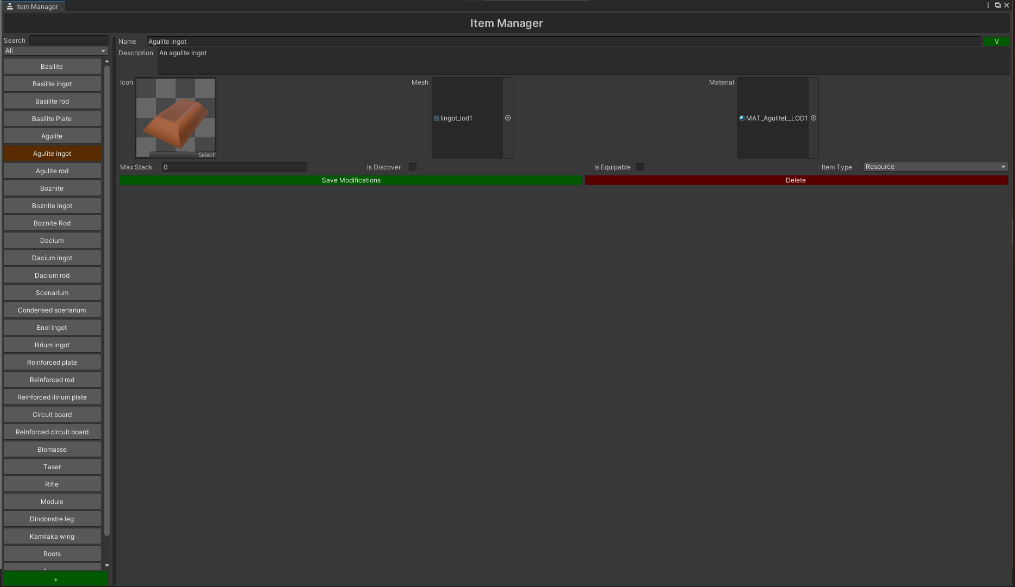 Item Manager
Item Manager
Search
All
Basilite
Basilite ingot
Basilite rod
Basilite Plate
Agulite
Agulite ingot
Agulite rod
Boznite
Boznite ingot
Boznite Rod
Dacium
Dacium ingot
Dacium rod
Scenarium
Condensed scenarium
Enol ingot
Ilirium ingot
Reinforced plate
Reinforced rod
Reinforced ilirium plate
Circuit board
Reinforced circuit board
Biomasse
Taser
Rifle
Module
Dindonstre leg
Kamilaka wing
Boots
+
Name Agulite ingot V
Description An agulite ingot
Icon Select Mesh lingot_lod1 Material MAT_AguliteL_LOD1
Max Stack 0 Is Discover Is Equipable Item Type Resource
Save Modifications Delete